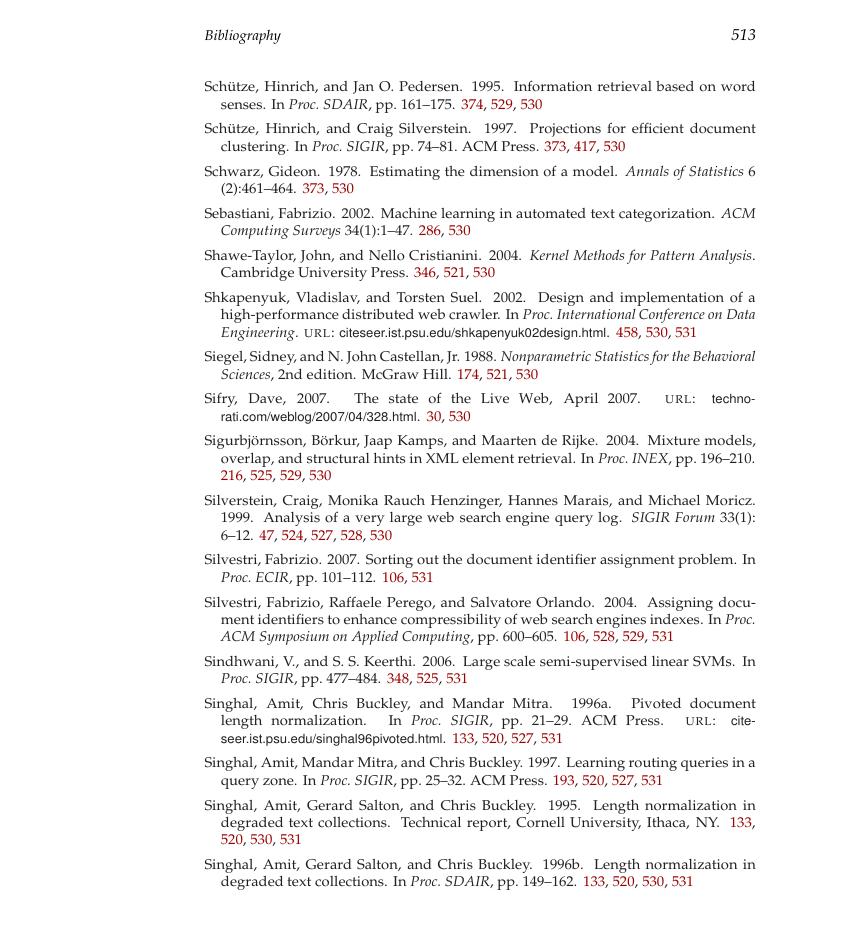 Bibliography 513
Schütze, Hinrich, and Jan O. Pedersen. 1995. Information retrieval based on word
senses. In Proc. SDAIR, pp. 161–175. 374, 529, 530
Schütze, Hinrich, and Craig Silverstein. 1997. Projections for efficient document
clustering. In Proc. SIGIR, pp. 74–81. ACM Press. 373, 417, 530
Schwarz, Gideon. 1978. Estimating the dimension of a model. Annals of Statistics 6
(2):461–464. 373, 530
Sebastiani, Fabrizio. 2002. Machine learning in automated text categorization. ACM
Computing Surveys 34(1):1–47. 286, 530
Shawe-Taylor, John, and Nello Cristianini. 2004. Kernel Methods for Pattern Analysis.
Cambridge University Press. 346, 521, 530
Shkapenyuk, Vladislav, and Torsten Suel. 2002. Design and implementation of a
high-performance distributed web crawler. In Proc. International Conference on Data
Engineering. URL: citeseer.ist.psu.edu/shkapenyuk02design.html. 458, 530, 531
Siegel, Sidney, and N. John Castellan, Jr. 1988. Nonparametric Statistics for the Behavioral
Sciences, 2nd edition. McGraw Hill. 174, 521, 530
Sifry, Dave, 2007. The state of the Live Web, April 2007. URL: techno-
rati.com/weblog/2007/04/328.html. 30, 530
Sigurbjörnsson, Börkur, Jaap Kamps, and Maarten de Rijke. 2004. Mixture models,
overlap, and structural hints in XML element retrieval. In Proc. INEX, pp. 196–210.
216, 525, 529, 530
Silverstein, Craig, Monika Rauch Henzinger, Hannes Marais, and Michael Moricz.
1999. Analysis of a very large web search engine query log. SIGIR Forum 33(1):
6–12. 47, 524, 527, 528, 530
Silvestri, Fabrizio. 2007. Sorting out the document identifier assignment problem. In
Proc. ECIR, pp. 101–112. 106, 531
Silvestri, Fabrizio, Raffaele Perego, and Salvatore Orlando. 2004. Assigning docu-
ment identifiers to enhance compressibility of web search engines indexes. In Proc.
ACM Symposium on Applied Computing, pp. 600–605. 106, 528, 529, 531
Sindhwani, V., and S. S. Keerthi. 2006. Large scale semi-supervised linear SVMs. In
Proc. SIGIR, pp. 477–484. 348, 525, 531
Singhal, Amit, Chris Buckley, and Mandar Mitra. 1996a. Pivoted document
length normalization. In Proc. SIGIR, pp. 21–29. ACM Press. URL: cite-
seer.ist.psu.edu/singhal96pivoted.html. 133, 520, 527, 531
Singhal, Amit, Mandar Mitra, and Chris Buckley. 1997. Learning routing queries in a
query zone. In Proc. SIGIR, pp. 25–32. ACM Press. 193, 520, 527, 531
Singhal, Amit, Gerard Salton, and Chris Buckley. 1995. Length normalization in
degraded text collections. Technical report, Cornell University, Ithaca, NY. 133,
520, 530, 531
Singhal, Amit, Gerard Salton, and Chris Buckley. 1996b. Length normalization in
degraded text collections. In Proc. SDAIR, pp. 149–162. 133, 520, 530, 531